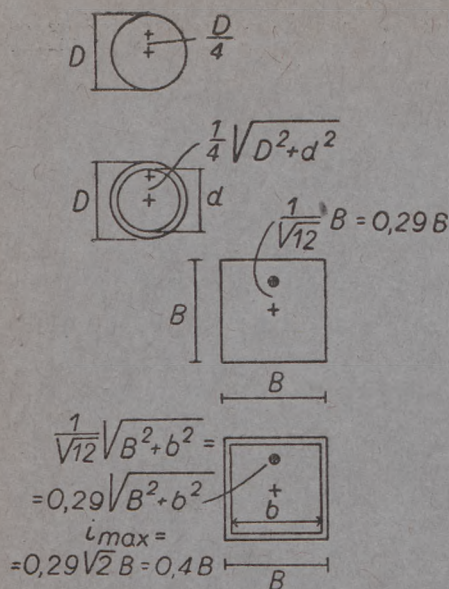 D D/4
1/4 √(D²+d²)
D d
1/√12 B = 0,29 B
B
B
1/√12 √(B²+b²) =
=0,29 √(B²+b²)
b
i max =
=0,29√2 B = 0,4 B
B